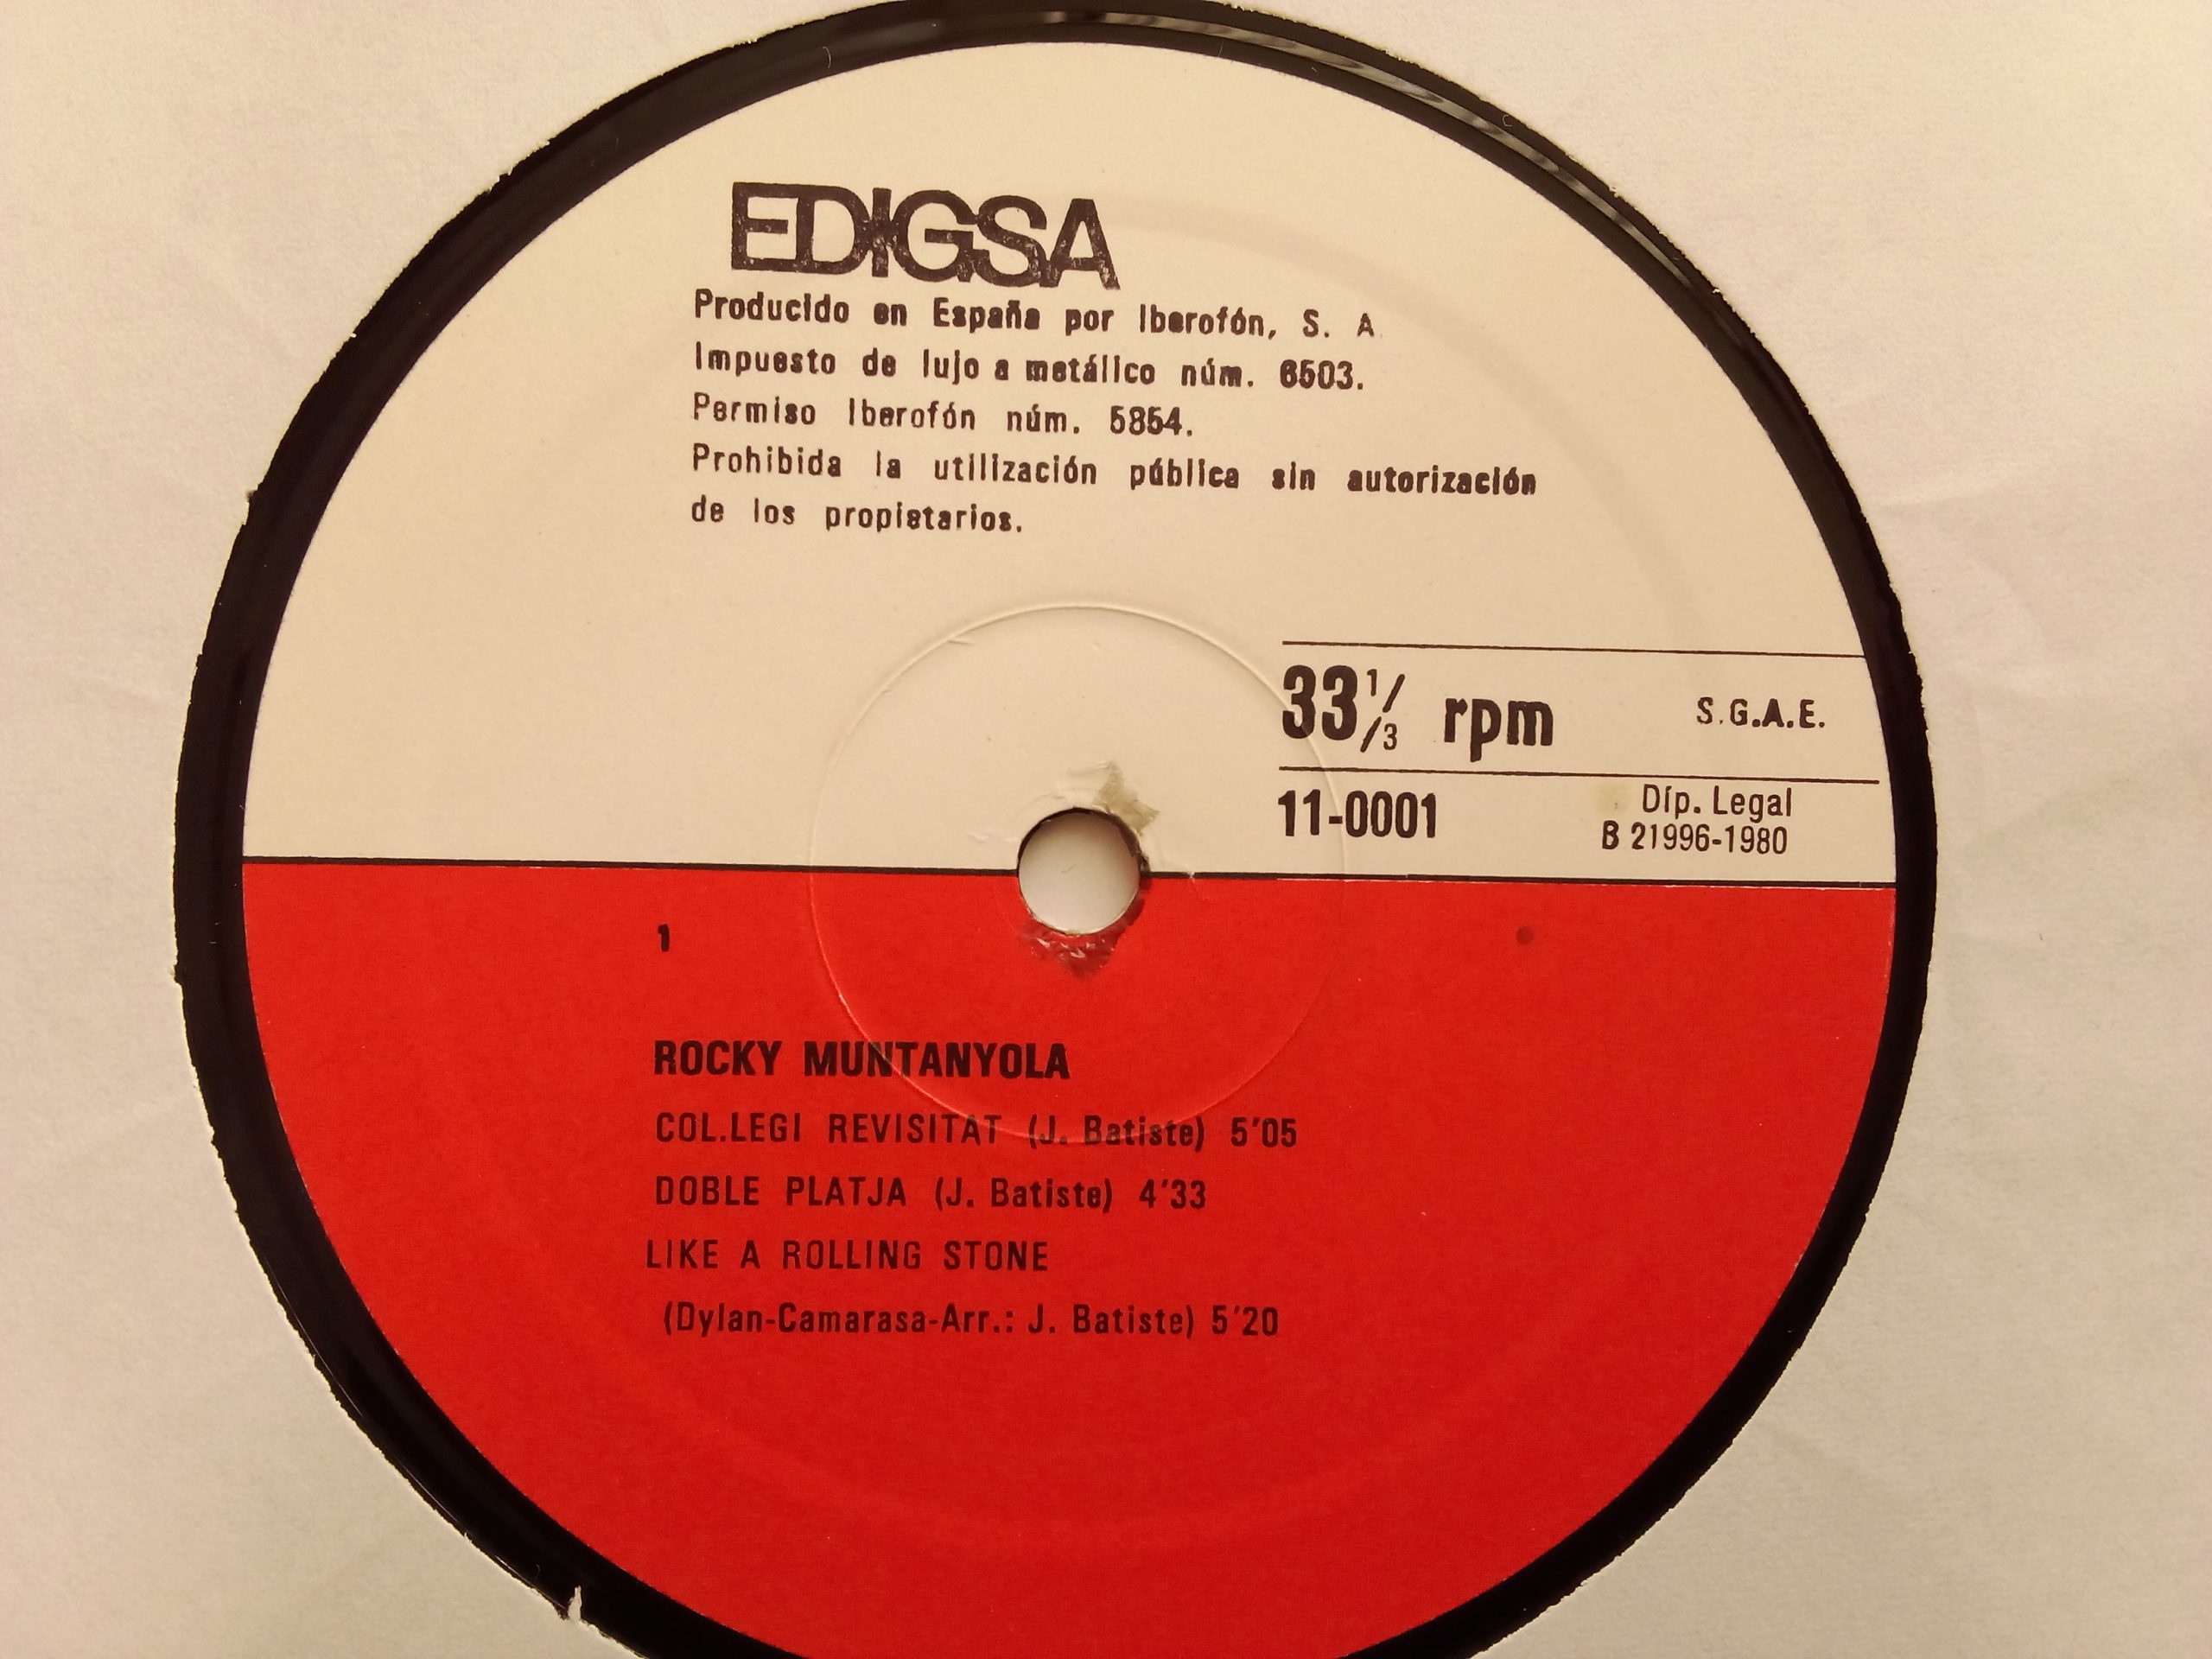 EDIGSA
Producido en España por Iberofón, S. A.
Impuesto de lujo a metálico núm. 6503.
Permiso Iberofón núm. 5854.
Prohibida la utilización pública sin autorización
de los propietarios.
33 1/3 rpm S.G.A.E.
11-0001 Díp. Legal
B 21996-1980
1
ROCKY MUNTANYOLA
COL.LEGI REVISITAT (J. Batiste) 5'05
DOBLE PLATJA (J. Batiste) 4'33
LIKE A ROLLING STONE
(Dylan-Camarasa-Arr.: J. Batiste) 5'20